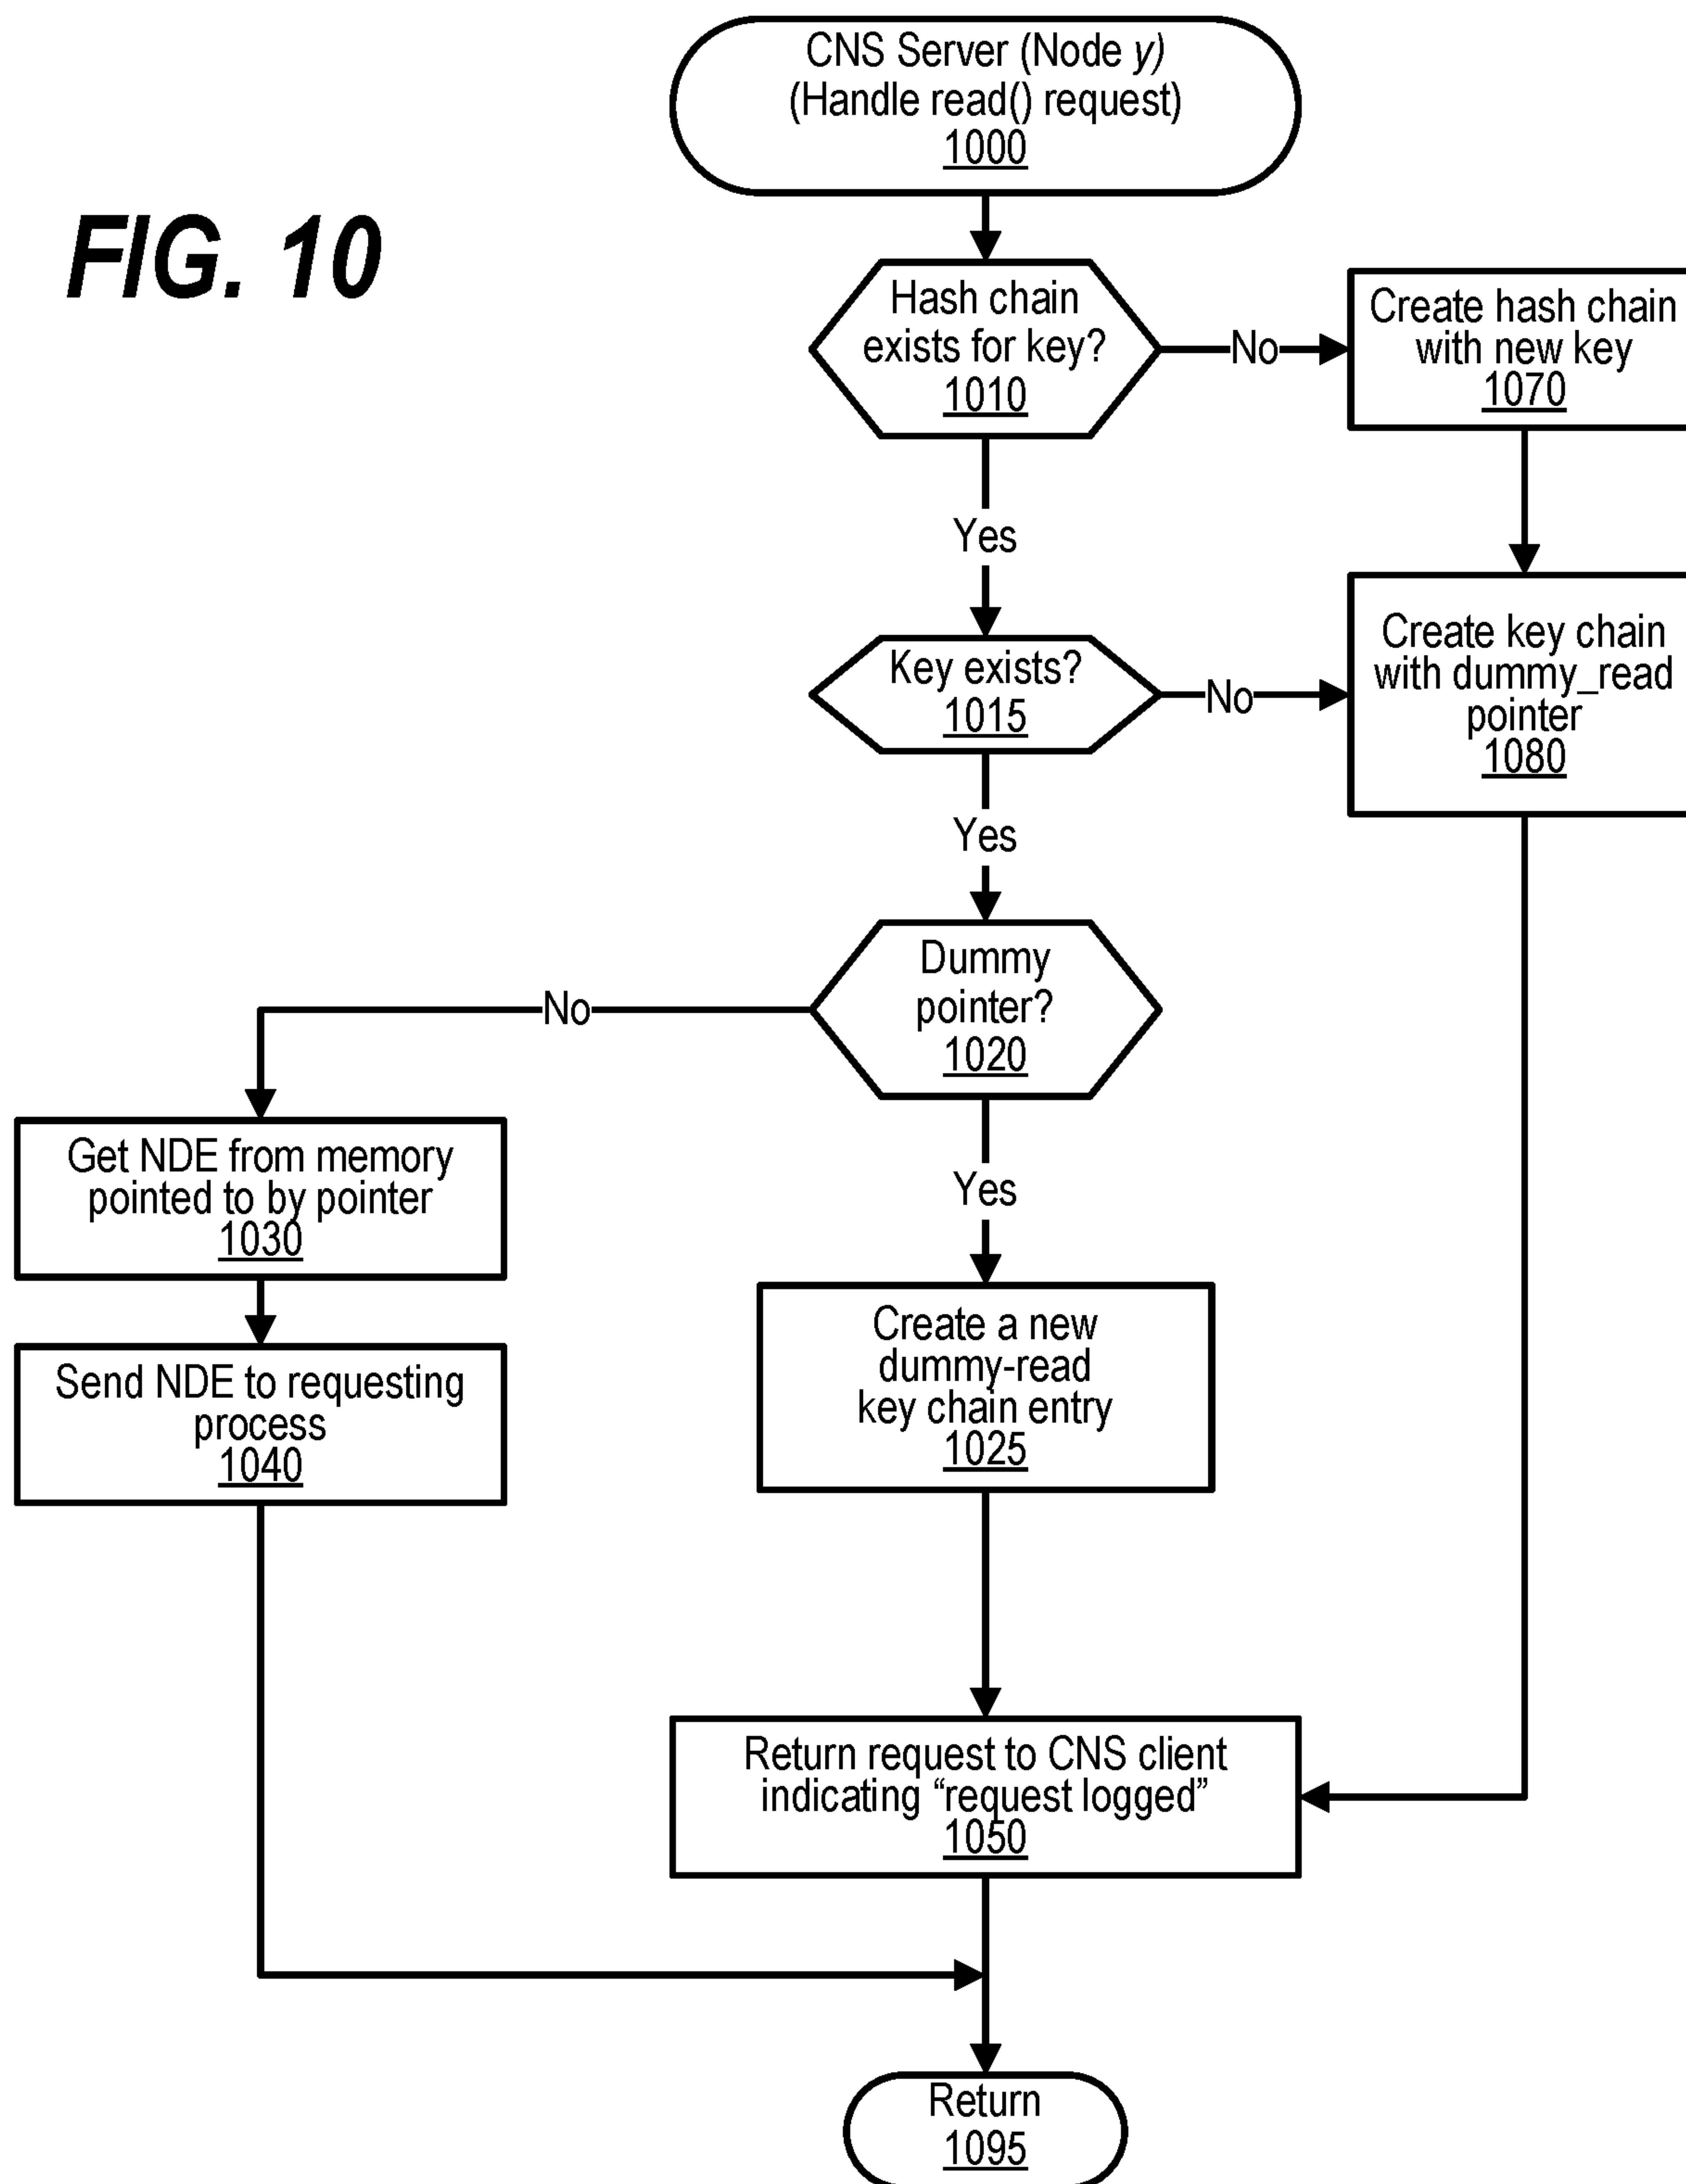 FIG. 10
CNS Server (Node y)
(Handle read() request)
1000
Hash chain
exists for key?
1010
No
Create hash chain
with new key
1070
Yes
Key exists?
1015
No
Create key chain
with dummy_read
pointer
1080
Yes
Dummy
pointer?
1020
No
Get NDE from memory
pointed to by pointer
1030
Send NDE to requesting
process
1040
Yes
Create a new
dummy-read
key chain entry
1025
Return request to CNS client
indicating “request logged”
1050
Return
1095